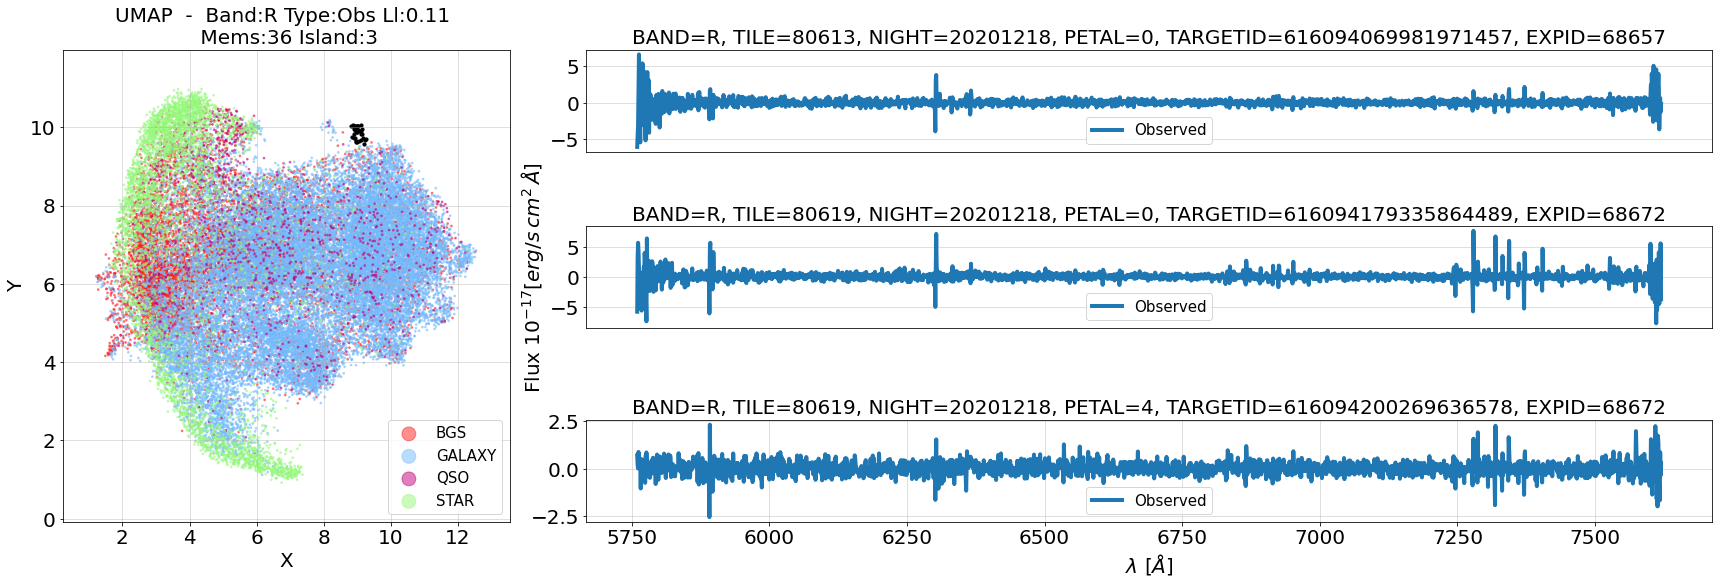 UMAP - Band:R Type:Obs Ll:0.11
Mems:36 Island:3
Y
10
8
6
4
2
0
2 4 6 8 10 12
X
BGS
GALAXY
QSO
STAR
Flux 10^{-17}[erg/s cm^2 Å]
BAND=R, TILE=80613, NIGHT=20201218, PETAL=0, TARGETID=616094069981971457, EXPID=68657
5
0
−5
Observed
BAND=R, TILE=80619, NIGHT=20201218, PETAL=0, TARGETID=616094179335864489, EXPID=68672
5
0
−5
Observed
BAND=R, TILE=80619, NIGHT=20201218, PETAL=4, TARGETID=616094200269636578, EXPID=68672
2.5
0.0
−2.5
Observed
5750 6000 6250 6500 6750 7000 7250 7500
λ [Å]